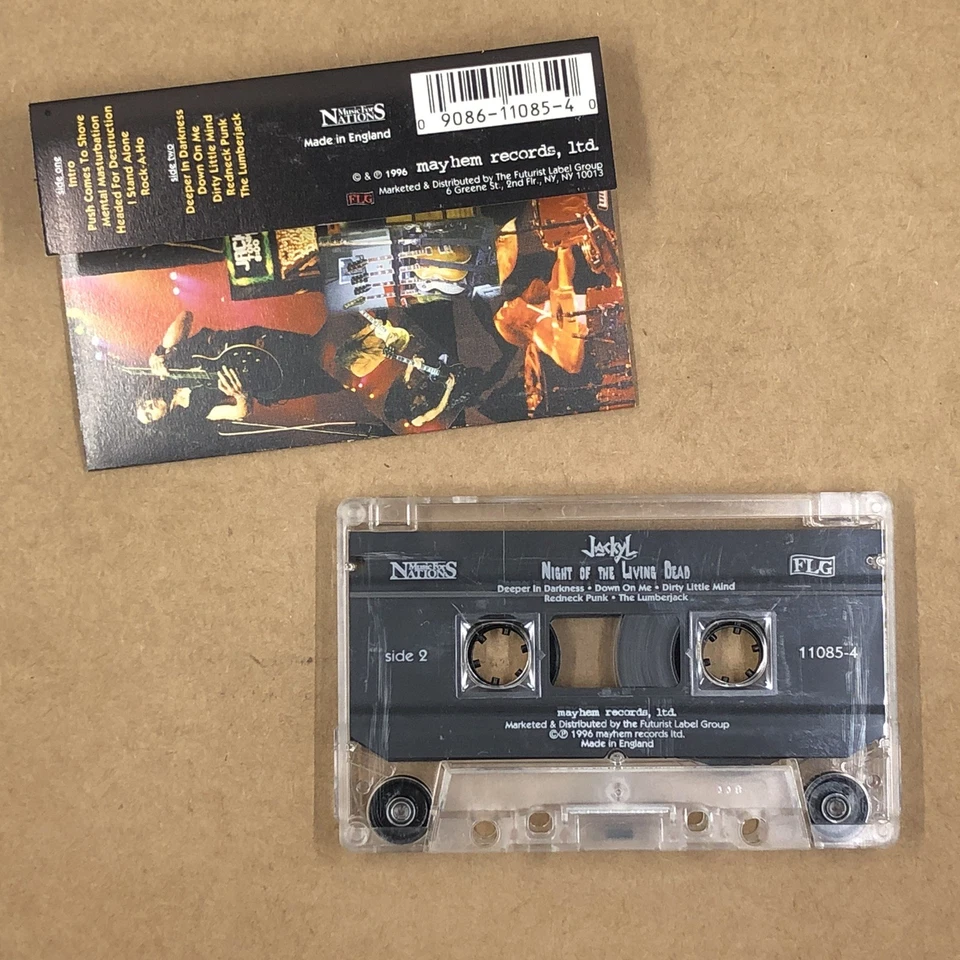 side one
Intro
Push Comes To Shove
Mental Masturbation
Headed For Destruction
I Stand Alone
Rock-A-Ho
side two
Deeper In Darkness
Down On Me
Dirty Little Mind
Redneck Punk
The Lumberjack
Music For
Nations
Made in England
0 9086-11085-4 0
© & ℗ 1996 mayhem records, ltd.
FLG
Marketed & Distributed by The Futurist Label Group
6 Greene St., 2nd Flr., NY, NY 10013
Jackyl
Music For
Nations
Night of the Living Dead
FLG
Deeper In Darkness • Down On Me • Dirty Little Mind
Redneck Punk • The Lumberjack
side 2
11085-4
mayhem records, ltd.
Marketed & Distributed by the Futurist Label Group
©℗ 1996 mayhem records ltd.
Made in England